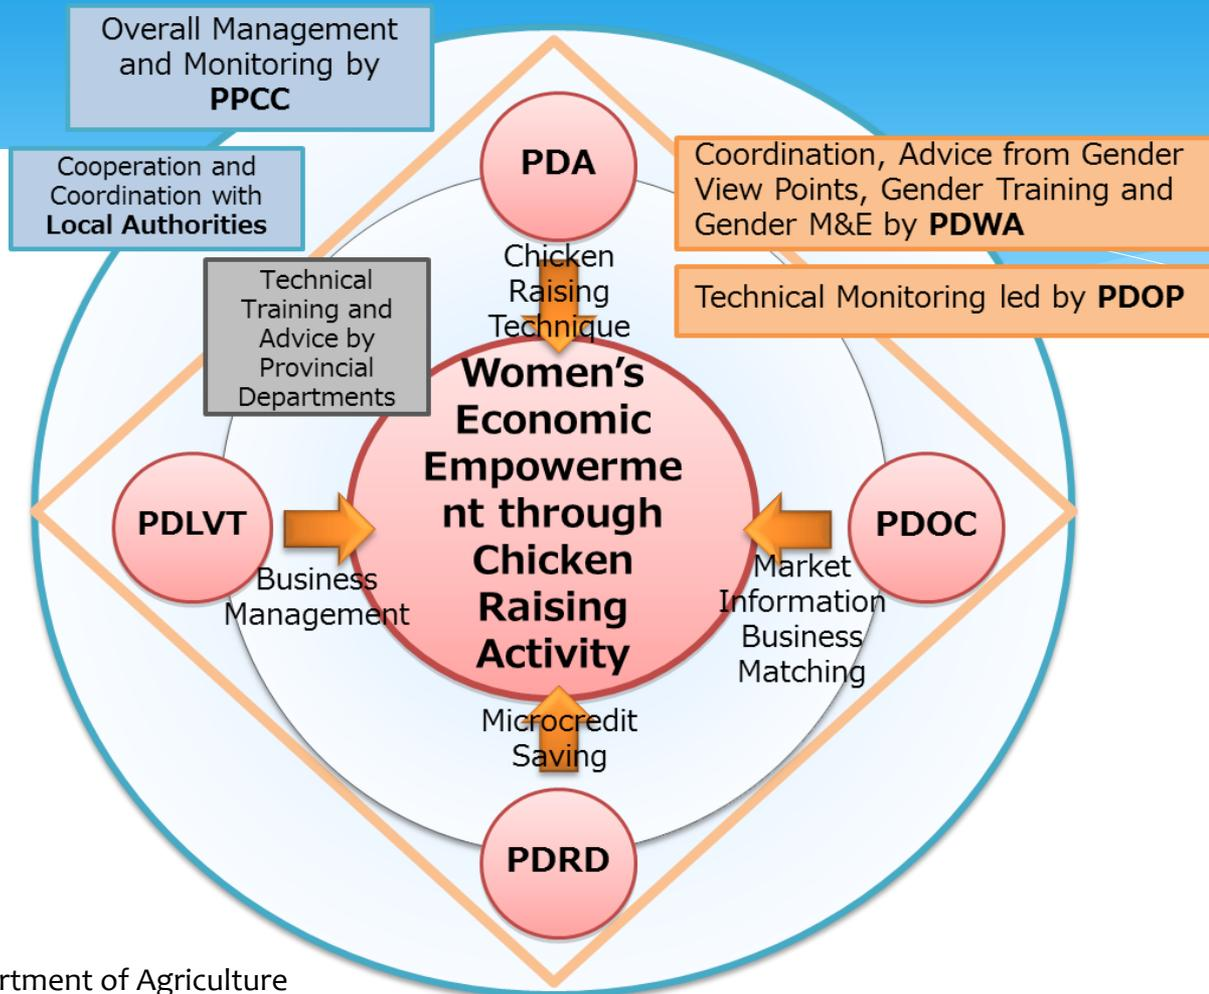 Overall Management
and Monitoring by
PPCC
Cooperation and
Coordination with
Local Authorities
PDA
Coordination, Advice from Gender
View Points, Gender Training and
Gender M&E by PDWA
Technical Monitoring led by PDOP
Technical
Training and
Advice by
Provincial
Departments
Chicken
Raising
Technique
Women’s
Economic
Empowerme
nt through
Chicken
Raising
Activity
PDLVT
Business
Management
PDOC
Market
Information
Business
Matching
Microcredit
Saving
PDRD
rtment of Agriculture